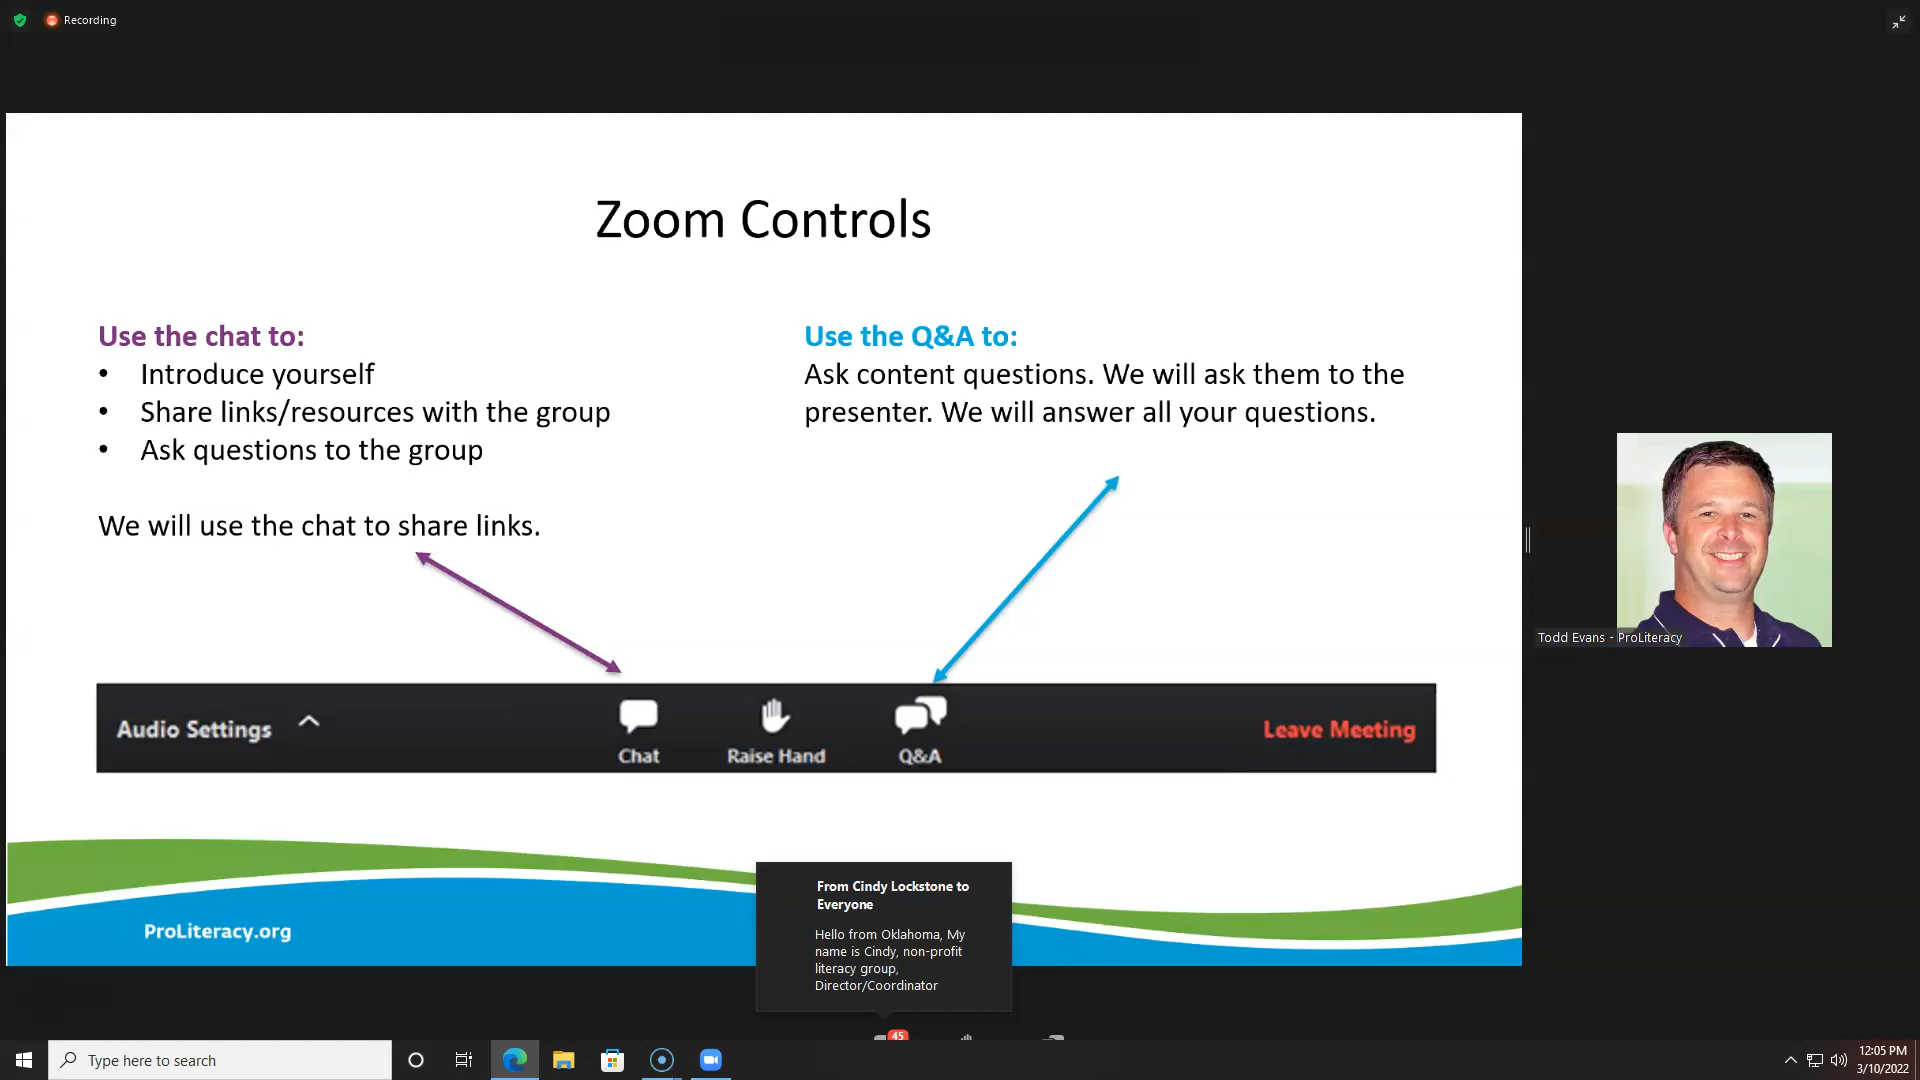 Recording
Zoom Controls
Use the chat to:
• Introduce yourself
• Share links/resources with the group
• Ask questions to the group
We will use the chat to share links.
Use the Q&A to:
Ask content questions. We will ask them to the
presenter. We will answer all your questions.
Todd Evans - ProLiteracy
Audio Settings
Chat
Raise Hand
Q&A
Leave Meeting
ProLiteracy.org
From Cindy Lockstone to
Everyone
Hello from Oklahoma, My
name is Cindy, non-profit
literacy group,
Director/Coordinator
45
Type here to search
12:05 PM
3/10/2022